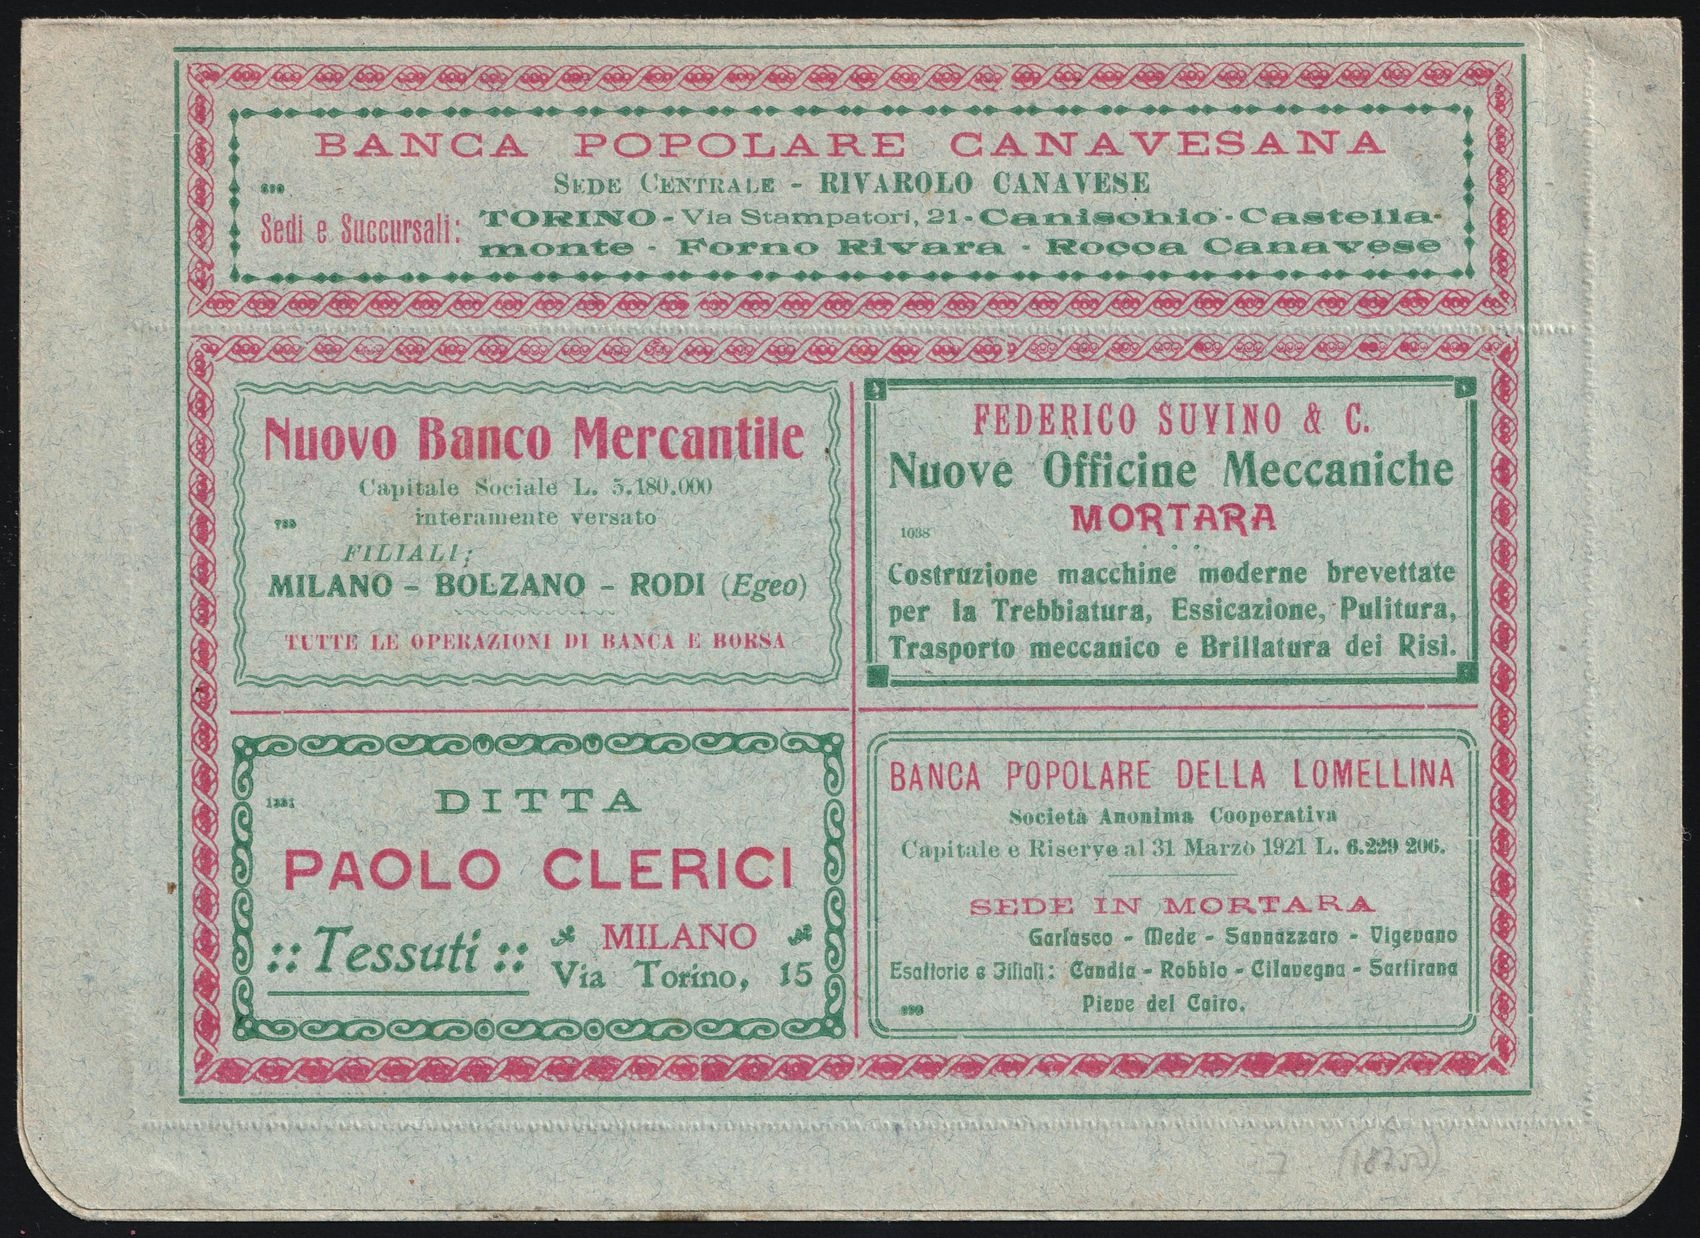 BANCA POPOLARE CANAVESANA
SEDE CENTRALE - RIVAROLO CANAVESE
Sedi e Succursali: TORINO - Via Stampatori, 21 - Canischio - Castella-
monte - Forno Rivara - Rocca Canavese
Nuovo Banco Mercantile
Capitale Sociale L. 5.180.000
interamente versato
FILIALI;
MILANO - BOLZANO - RODI (Egeo)
TUTTE LE OPERAZIONI DI BANCA E BORSA
FEDERICO SUVINO & C.
Nuove Officine Meccaniche
MORTARA
1038
Costruzione macchine moderne brevettate
per la Trebbiatura, Essicazione, Pulitura,
Trasporto meccanico e Brillatura dei Risi.
DITTA
PAOLO CLERICI
:: Tessuti ::
MILANO
Via Torino, 15
BANCA POPOLARE DELLA LOMELLINA
Società Anonima Cooperativa
Capitale e Riserve al 31 Marzo 1921 L. 6.229 206.
SEDE IN MORTARA
Garlasco - Mede - Sannazzaro - Vigevano
Esattorie e Filiali: Candia - Robbio - Cilavegna - Sartirana
Pieve del Cairo.